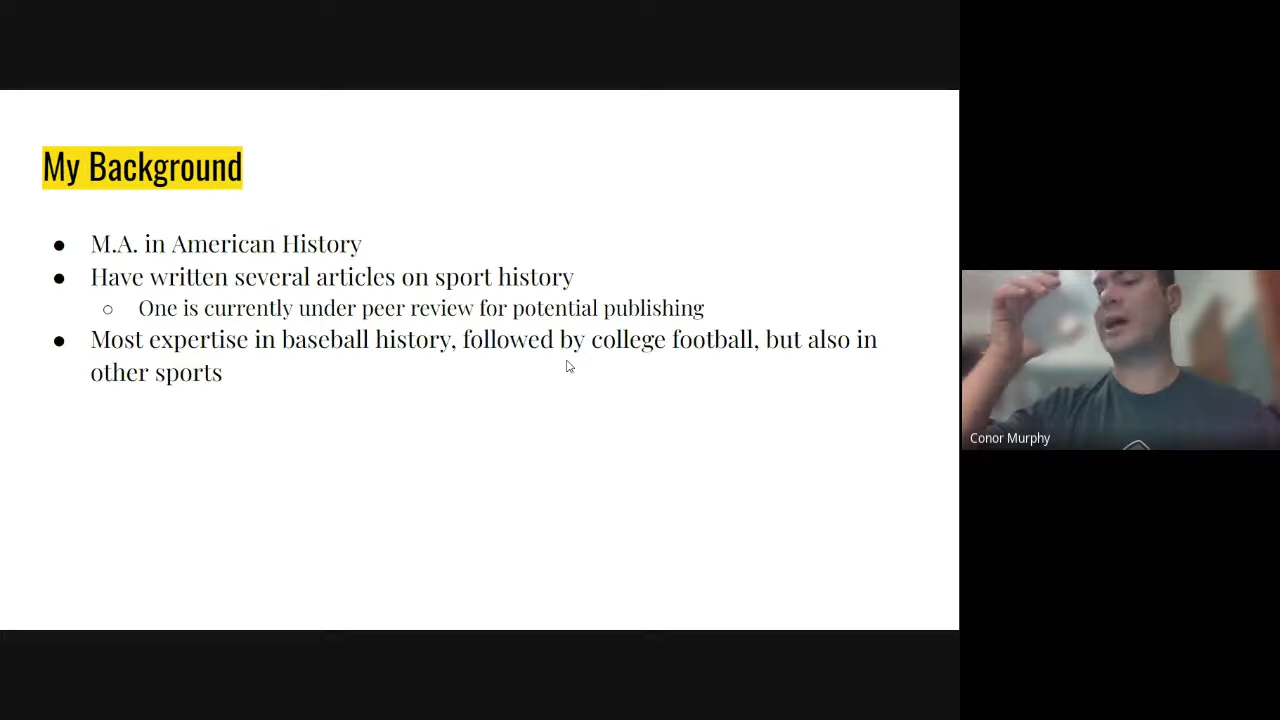 My Background
● M.A. in American History
● Have written several articles on sport history
○ One is currently under peer review for potential publishing
● Most expertise in baseball history, followed by college football, but also in
other sports
Conor Murphy